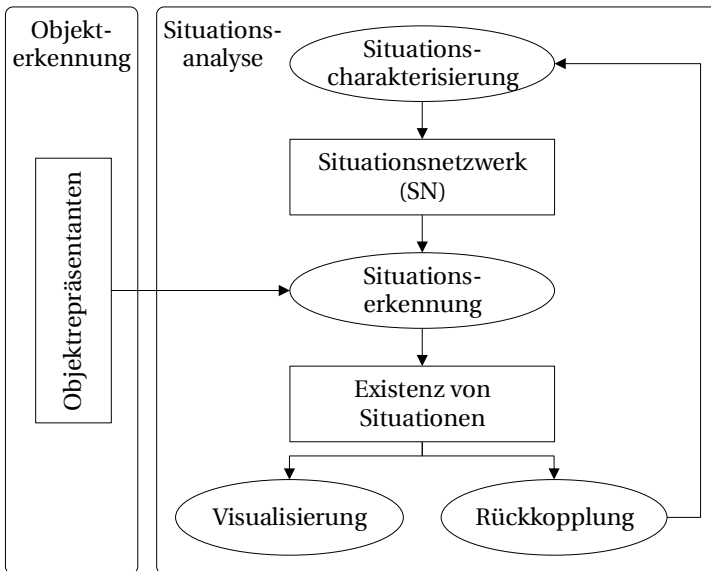 Objekt-
erkennung
Objektrepräsentanten
Situations-
analyse
Situations-
charakterisierung
Situationsnetzwerk
(SN)
Situations-
erkennung
Existenz von
Situationen
Visualisierung
Rückkopplung